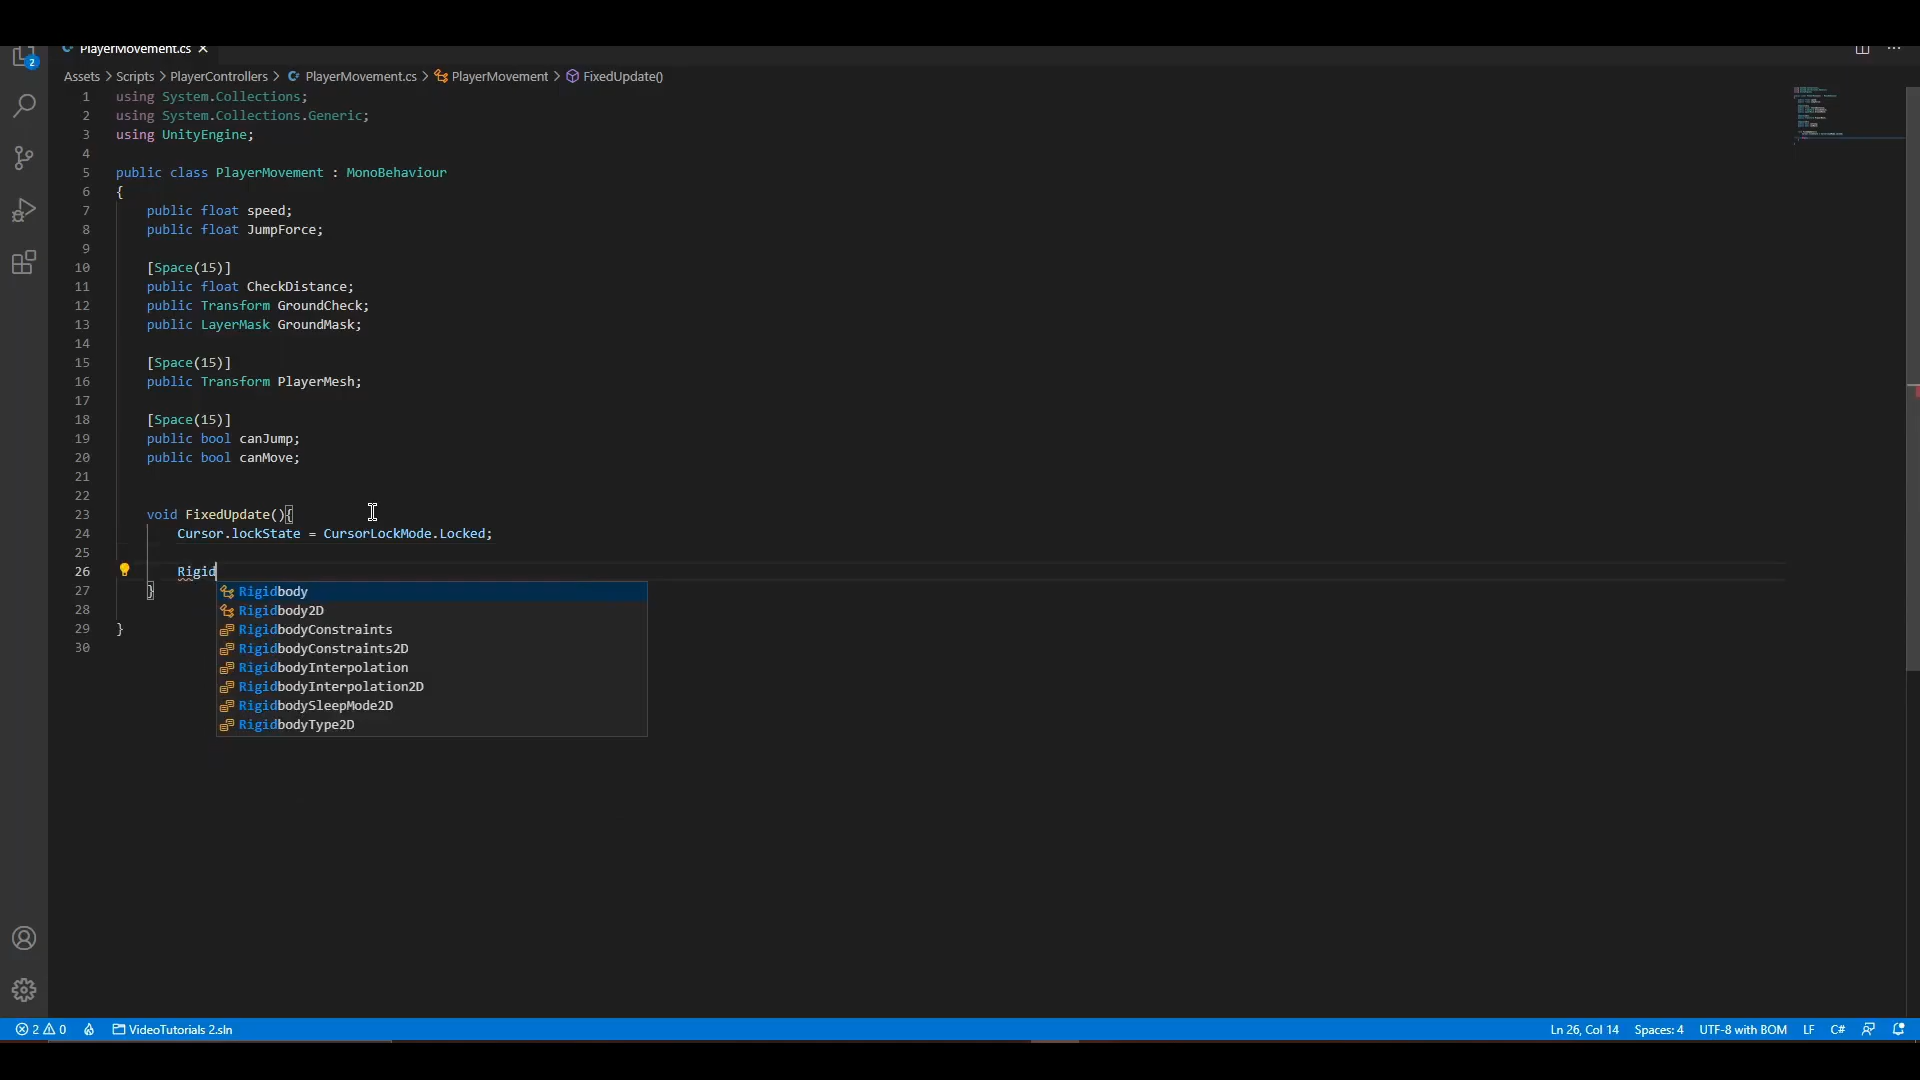 PlayerMovement.cs
2
Assets > Scripts > PlayerControllers > PlayerMovement.cs > PlayerMovement > FixedUpdate()
1 using System.Collections;
2 using System.Collections.Generic;
3 using UnityEngine;
4
5 public class PlayerMovement : MonoBehaviour
6 {
7 public float speed;
8 public float JumpForce;
9
10 [Space(15)]
11 public float CheckDistance;
12 public Transform GroundCheck;
13 public LayerMask GroundMask;
14
15 [Space(15)]
16 public Transform PlayerMesh;
17
18 [Space(15)]
19 public bool canJump;
20 public bool canMove;
21
22
23 void FixedUpdate(){
24 Cursor.lockState = CursorLockMode.Locked;
25
26 Rigid
27 }
28
29 }
30
Rigidbody
Rigidbody2D
RigidbodyConstraints
RigidbodyConstraints2D
RigidbodyInterpolation
RigidbodyInterpolation2D
RigidbodySleepMode2D
RigidbodyType2D
2 0 VideoTutorials 2.sln Ln 26, Col 14 Spaces: 4 UTF-8 with BOM LF C#